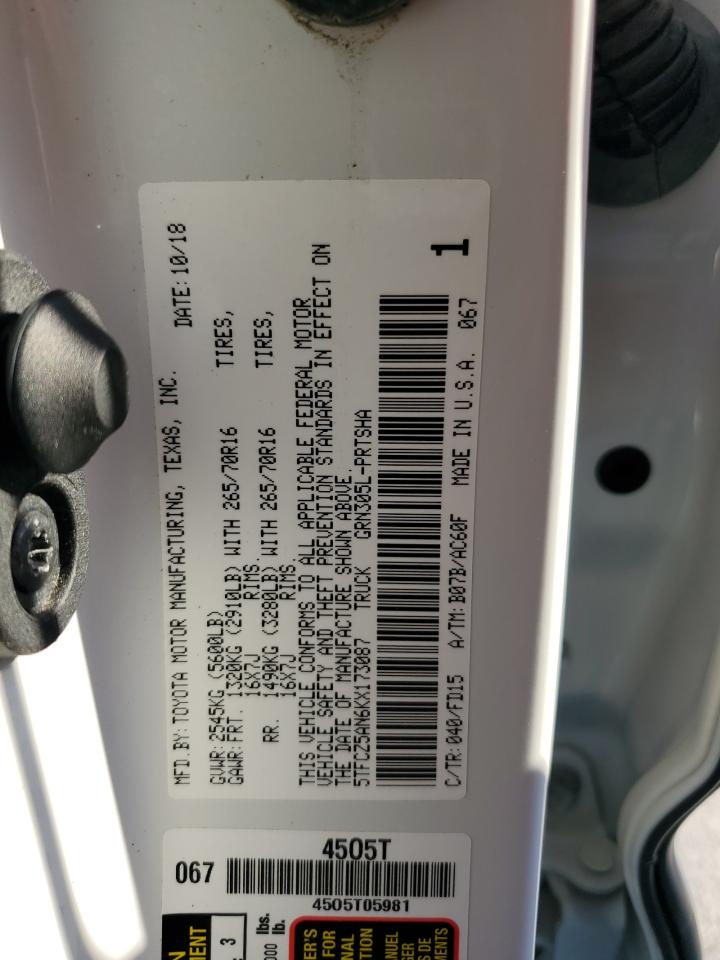 MFD.BY: TOYOTA MOTOR MANUFACTURING, TEXAS, INC. DATE: 10/18
GVWR: 2545KG (5600LB)
GAWR: FRT. 1320KG (2910LB) WITH 265/70R16 TIRES,
16X7J RIMS.
RR. 1490KG (3280LB) WITH 265/70R16 TIRES,
16X7J RIMS.
THIS VEHICLE CONFORMS TO ALL APPLICABLE FEDERAL MOTOR
VEHICLE SAFETY AND THEFT PREVENTION STANDARDS IN EFFECT ON
THE DATE OF MANUFACTURE SHOWN ABOVE.
5TFCZ5AN6KX173087 TRUCK GRN305L-PRTSHA
1
C/TR: 040/FD15 A/TM: B07B/AC60F MADE IN U.S.A. 067
4505T
067
4505T05981
3
lbs.
lb.